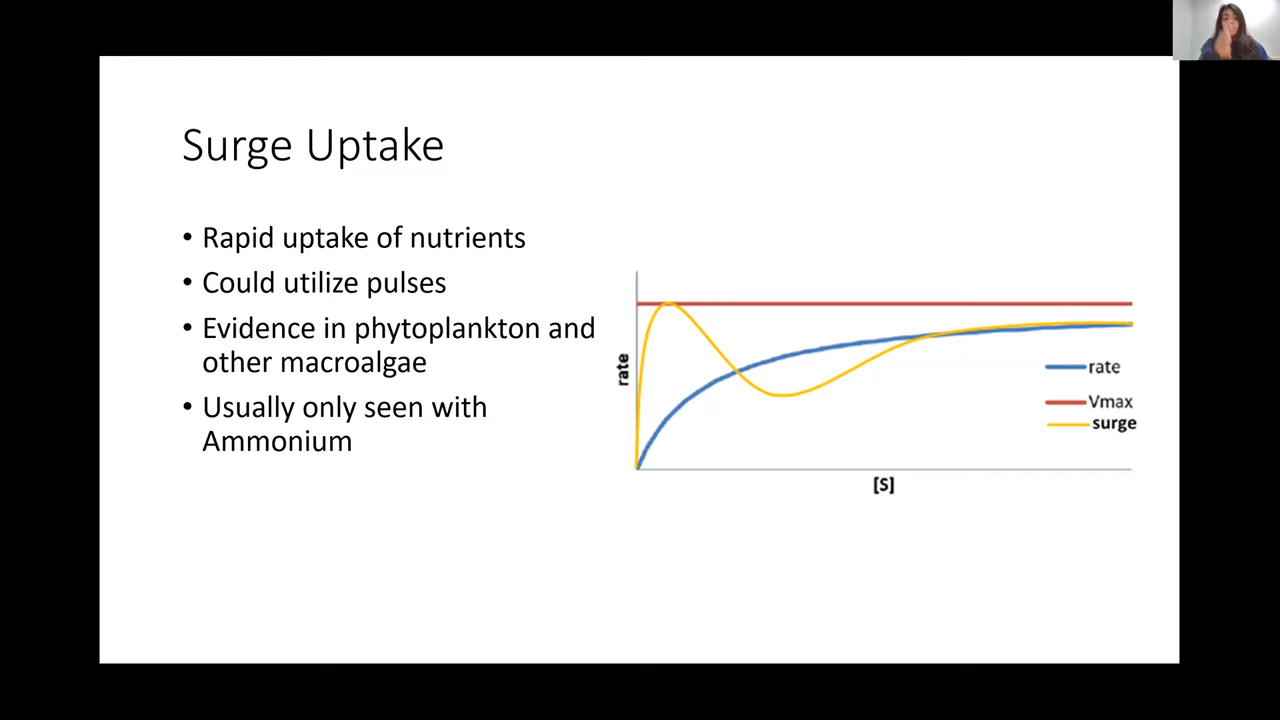 Surge Uptake
• Rapid uptake of nutrients
• Could utilize pulses
• Evidence in phytoplankton and
other macroalgae
• Usually only seen with
Ammonium
rate
rate
Vmax
surge
[S]